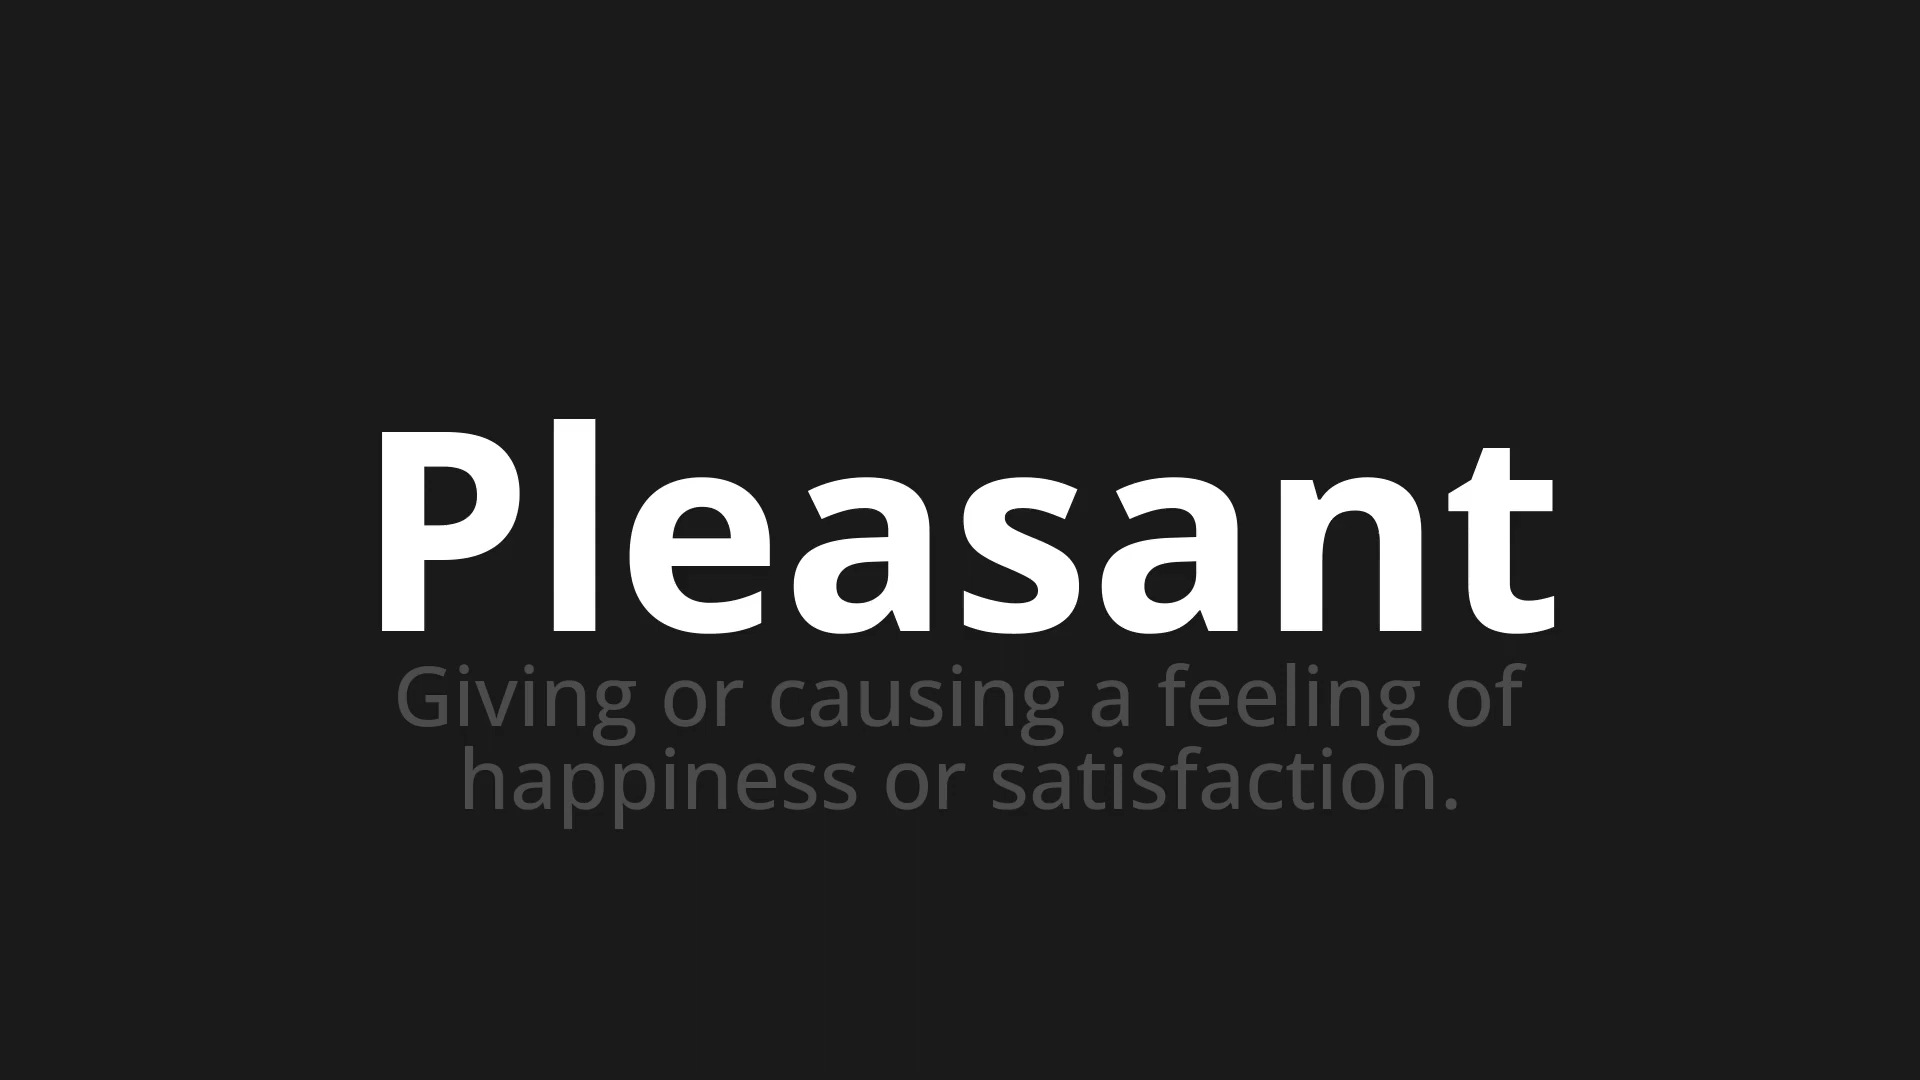 Pleasant
Giving or causing a feeling of
happiness or satisfaction.